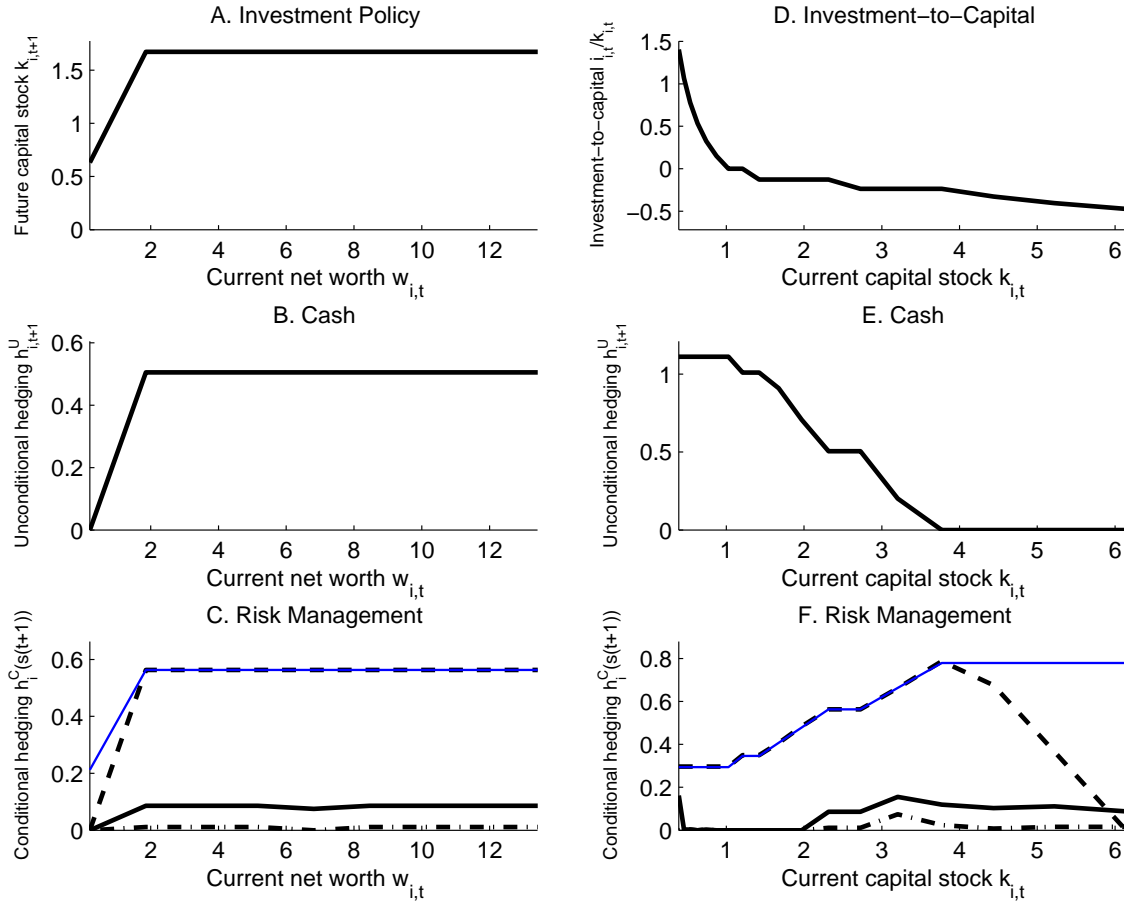 A. Investment Policy
Future capital stock k_{i,t+1}
1.5
1
0.5
0
2 4 6 8 10 12
Current net worth w_{i,t}
D. Investment−to−Capital
Investment−to−capital i_{i,t}/k_{i,t}
1.5
1
0.5
0
−0.5
1 2 3 4 5 6
Current capital stock k_{i,t}
B. Cash
Unconditional hedging h^U_{i,t+1}
0.6
0.4
0.2
0
2 4 6 8 10 12
Current net worth w_{i,t}
E. Cash
Unconditional hedging h^U_{i,t+1}
1
0.5
0
1 2 3 4 5 6
Current capital stock k_{i,t}
C. Risk Management
Conditional hedging h_i^C(s(t+1))
0.6
0.4
0.2
0
2 4 6 8 10 12
Current net worth w_{i,t}
F. Risk Management
Conditional hedging h_i^C(s(t+1))
0.8
0.6
0.4
0.2
0
1 2 3 4 5 6
Current capital stock k_{i,t}